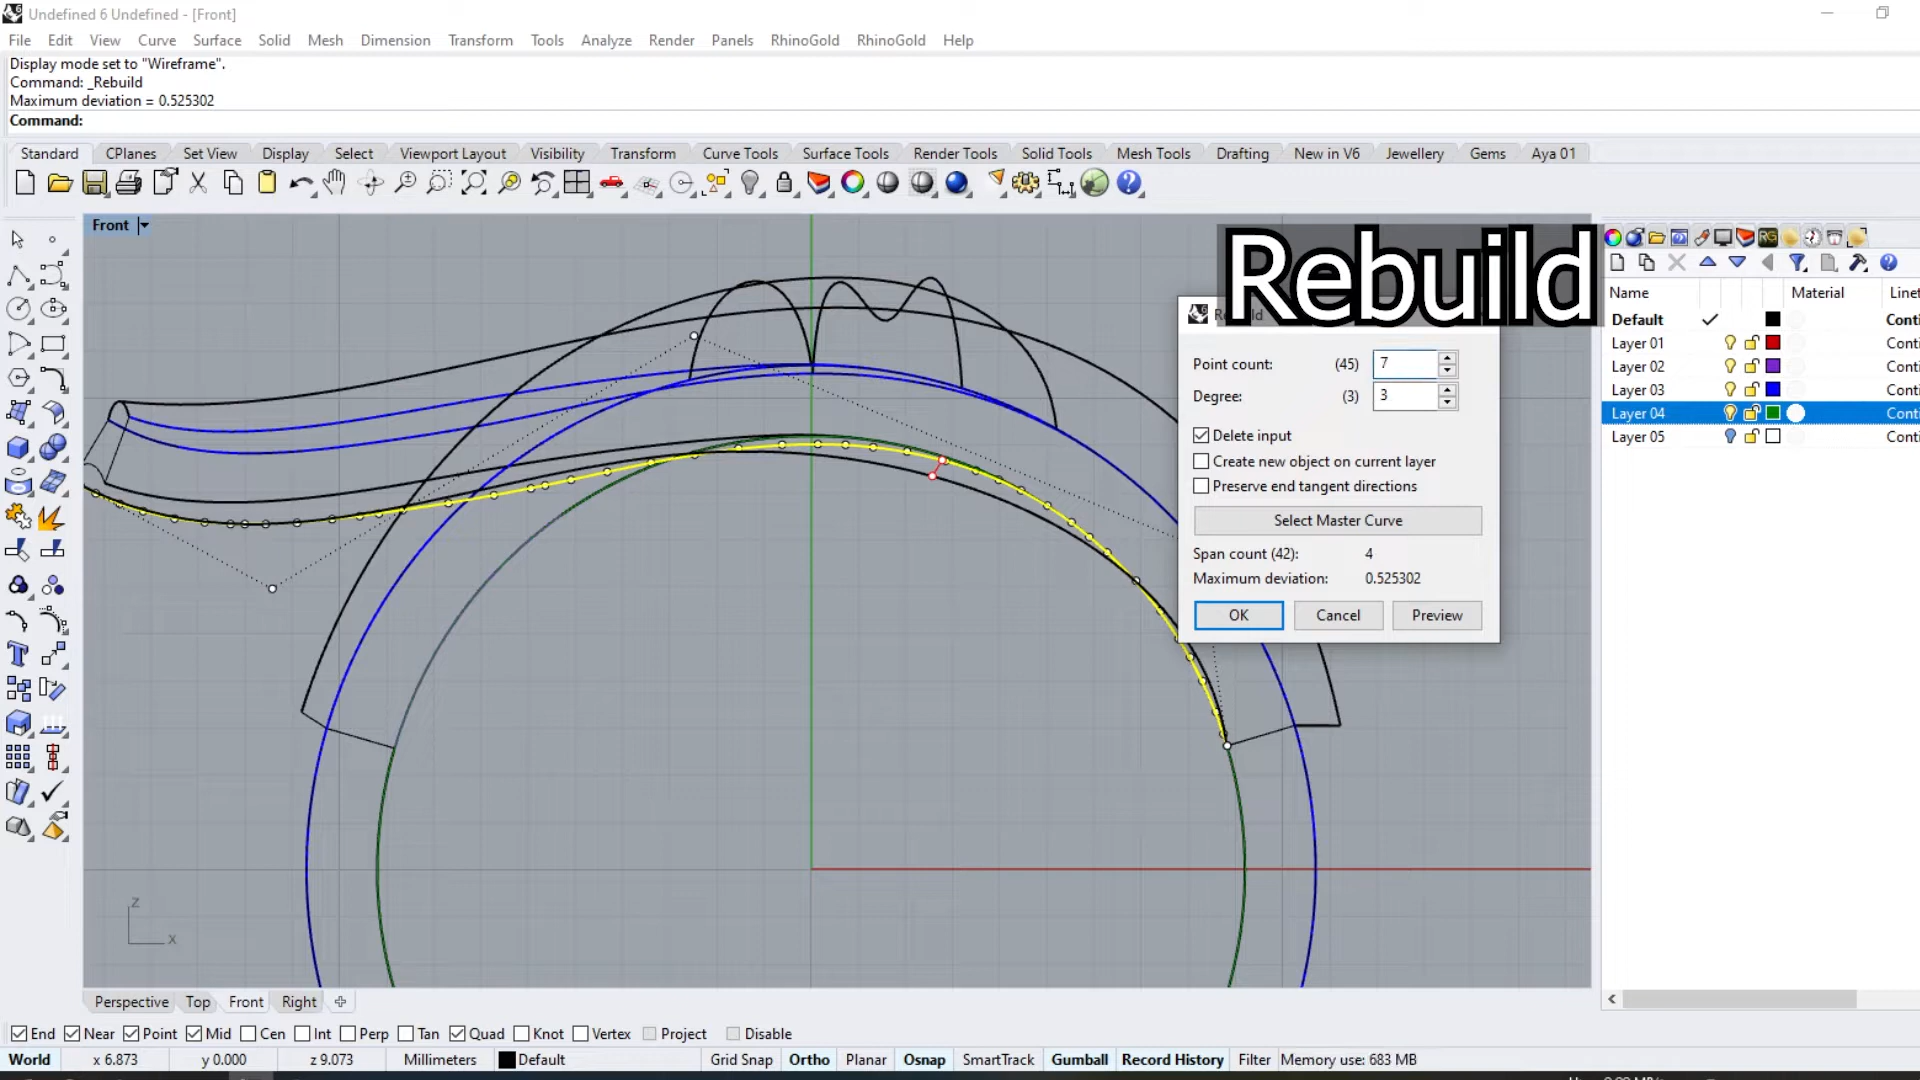 Undefined 6 Undefined - [Front]
File Edit View Curve Surface Solid Mesh Dimension Transform Tools Analyze Render Panels RhinoGold RhinoGold Help
Display mode set to "Wireframe".
Command: _Rebuild
Maximum deviation = 0.525302
Command:
Standard CPlanes Set View Display Select Viewport Layout Visibility Transform Curve Tools Surface Tools Render Tools Solid Tools Mesh Tools Drafting New in V6 Jewellery Gems Aya 01
Front
Rebuild
Point count: (45) 7
Degree: (3) 3
Delete input
Create new object on current layer
Preserve end tangent directions
Select Master Curve
Span count (42): 4
Maximum deviation: 0.525302
OK Cancel Preview
Name Material Linet
Default Conti
Layer 01 Conti
Layer 02 Conti
Layer 03 Conti
Layer 04 Conti
Layer 05 Conti
z
x
Perspective Top Front Right
End Near Point Mid Cen Int Perp Tan Quad Knot Vertex Project Disable
World x 6.873 y 0.000 z 9.073 Millimeters Default Grid Snap Ortho Planar Osnap SmartTrack Gumball Record History Filter Memory use: 683 MB